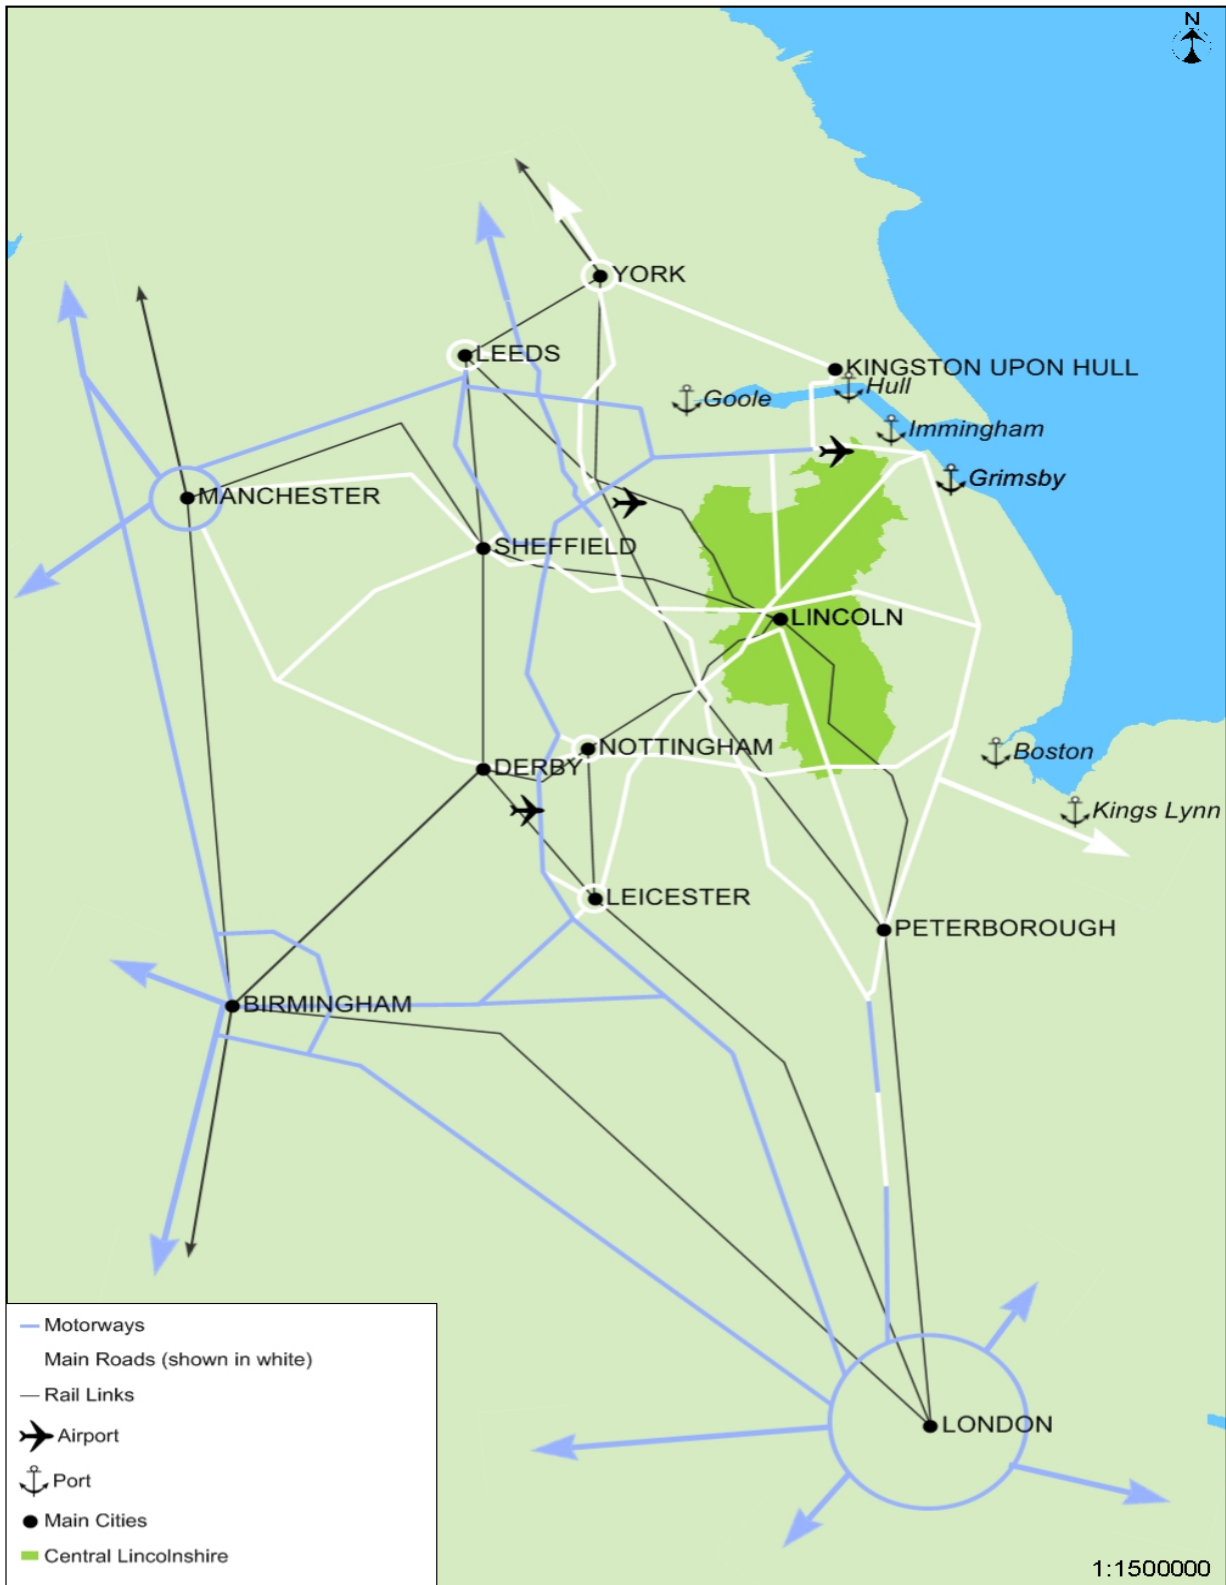 N
YORK
LEEDS
KINGSTON UPON HULL
Hull
Goole
Immingham
Grimsby
MANCHESTER
SHEFFIELD
LINCOLN
NOTTINGHAM
Boston
DERBY
Kings Lynn
LEICESTER
PETERBOROUGH
BIRMINGHAM
LONDON
Motorways
Main Roads (shown in white)
Rail Links
Airport
Port
Main Cities
Central Lincolnshire
1:1500000